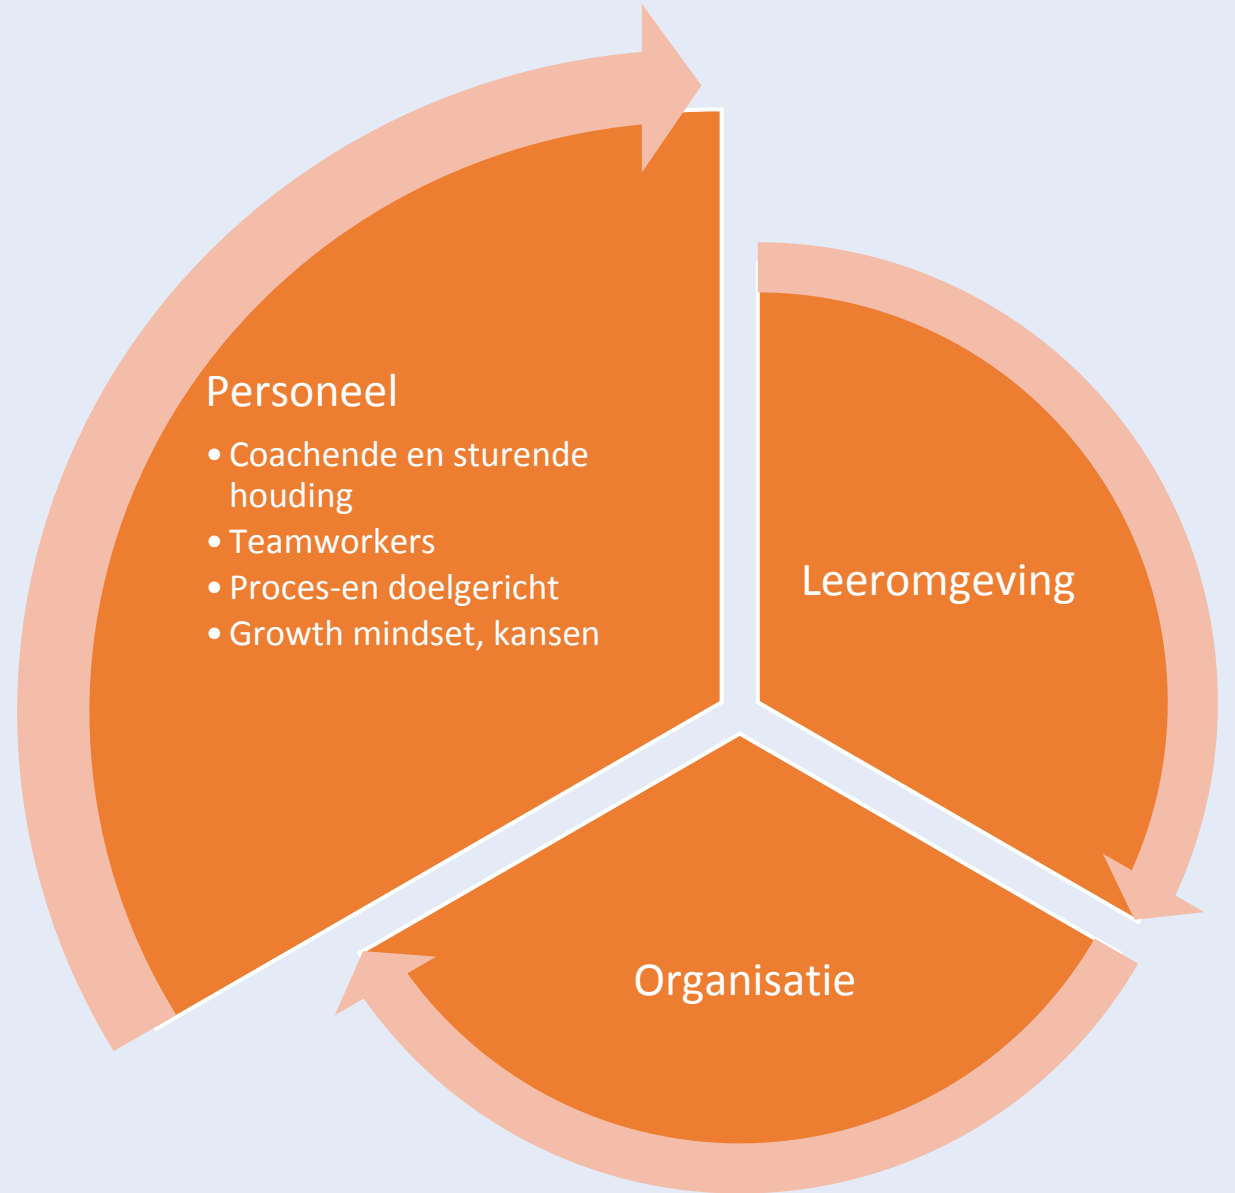 Personeel
• Coachende en sturende
houding
• Teamworkers
• Proces-en doelgericht
• Growth mindset, kansen
Leeromgeving
Organisatie